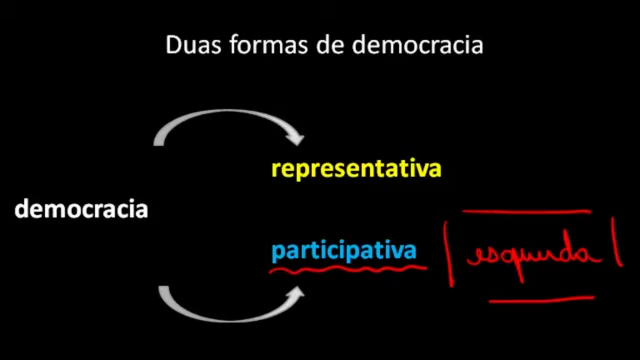 Duas formas de democracia
representativa
democracia
participativa | esquerda |